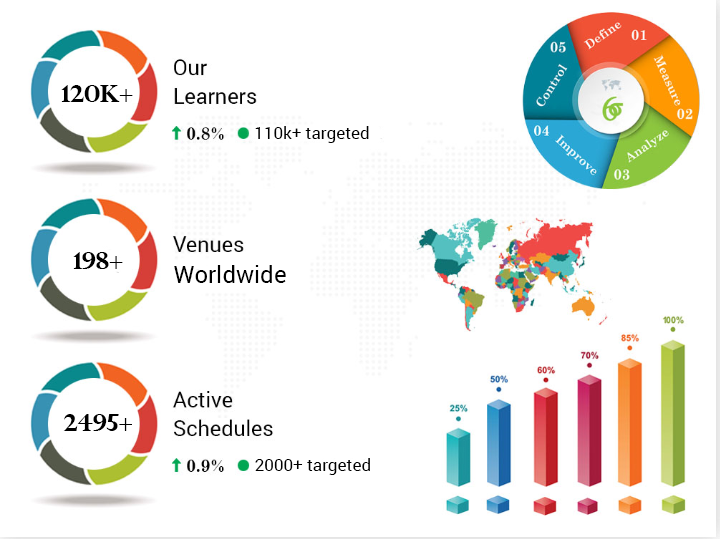 120K+
Our
Learners
0.8%
110k+ targeted
198+
Venues
Worldwide
2495+
Active
Schedules
0.9%
2000+ targeted
Define 01
Measure 02
Analyze 03
Improve 04
Control 05
6σ
25%
50%
60%
70%
85%
100%